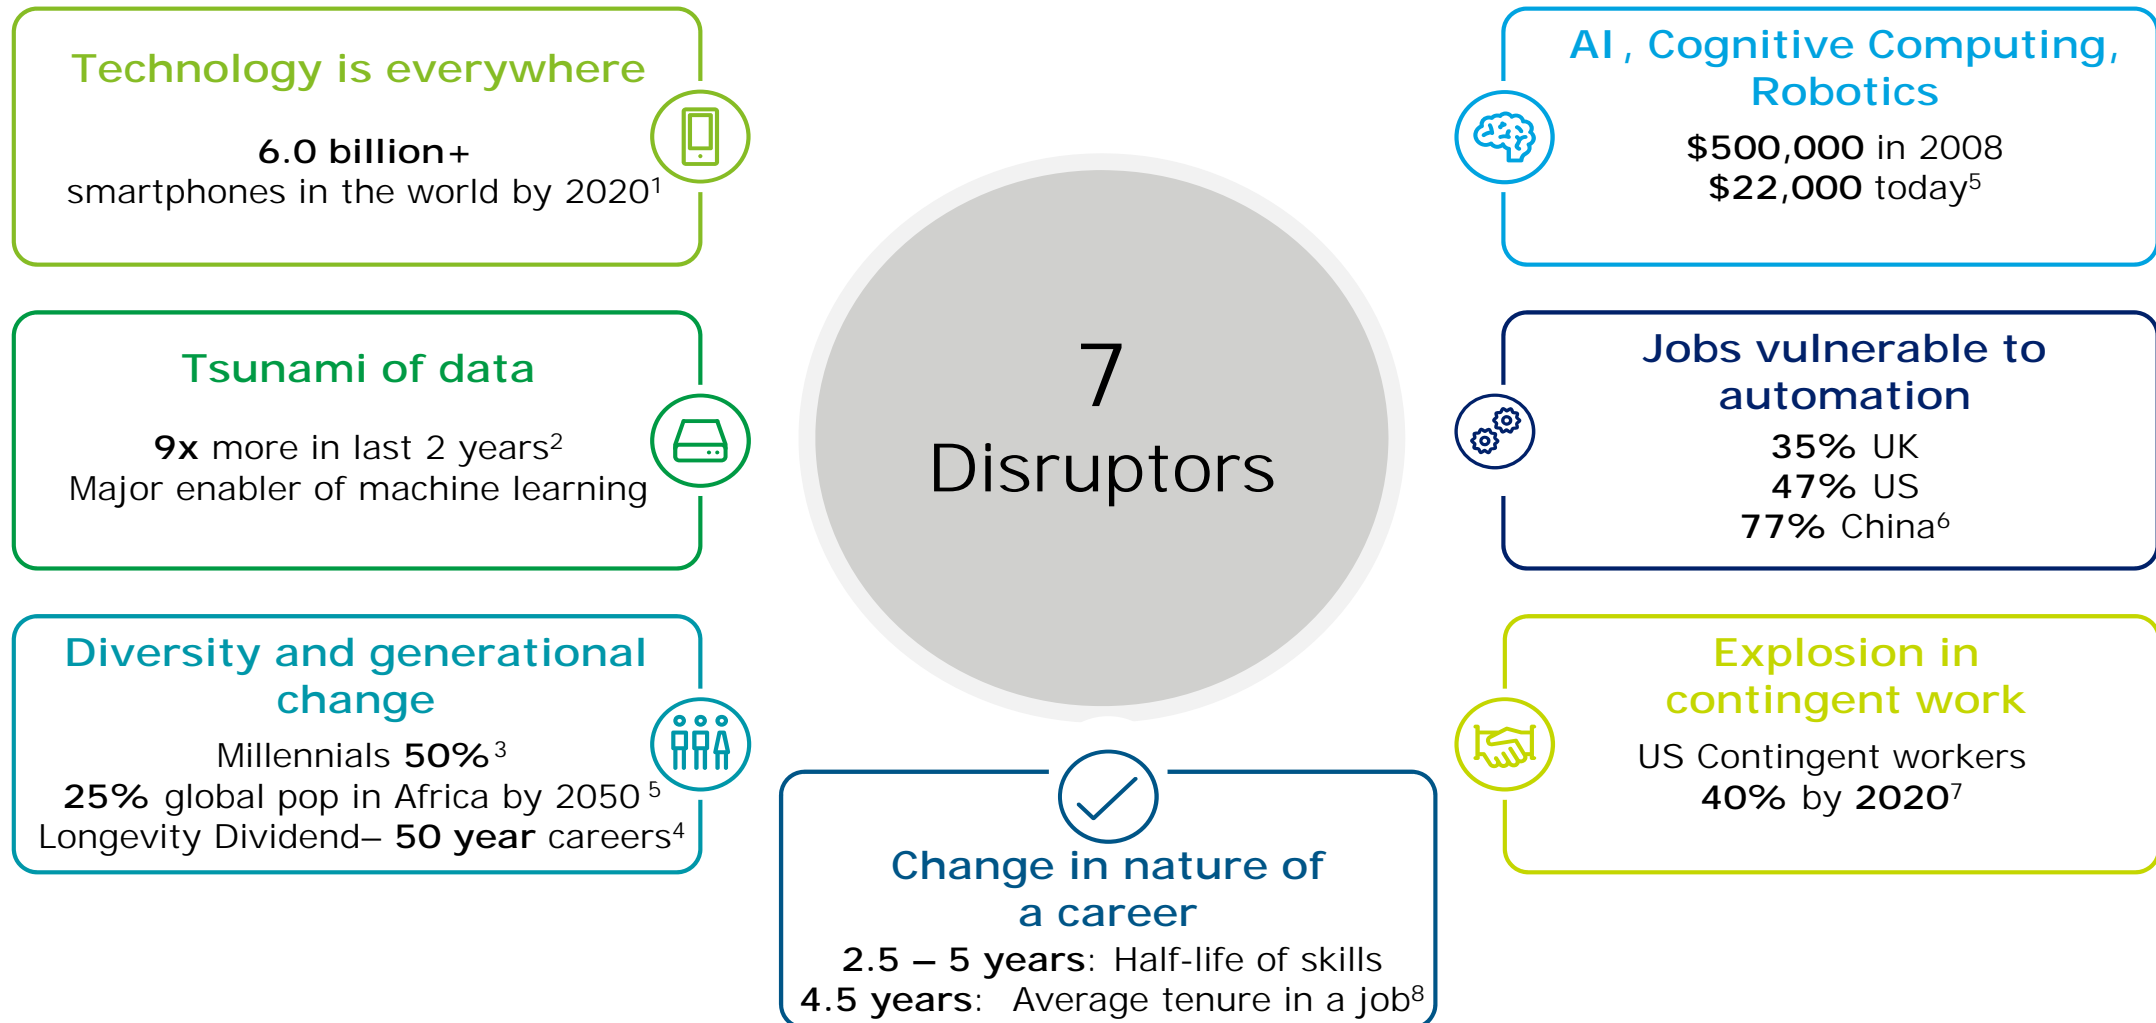 Technology is everywhere
6.0 billion+
smartphones in the world by 2020¹
Tsunami of data
9x more in last 2 years²
Major enabler of machine learning
Diversity and generational
change
Millennials 50%³
25% global pop in Africa by 2050⁵
Longevity Dividend– 50 year careers⁴
7
Disruptors
Change in nature of
a career
2.5 – 5 years: Half-life of skills
4.5 years: Average tenure in a job⁸
AI, Cognitive Computing,
Robotics
$500,000 in 2008
$22,000 today⁵
Jobs vulnerable to
automation
35% UK
47% US
77% China⁶
Explosion in
contingent work
US Contingent workers
40% by 2020⁷